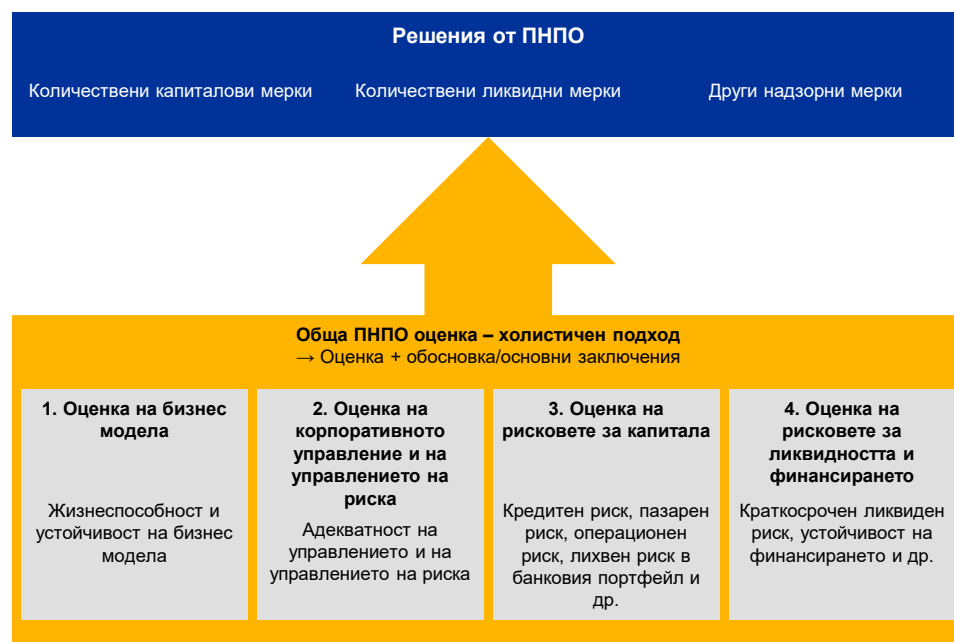 Решения от ПНПО
Количествени капиталови мерки
Количествени ликвидни мерки
Други надзорни мерки
Обща ПНПО оценка – холистичен подход
→ Оценка + обосновка/основни заключения
1. Оценка на бизнес
модела
Жизнеспособност и
устойчивост на бизнес
модела
2. Оценка на
корпоративното
управление и на
управлението на
риска
Адекватност на
управлението и на
управлението на риска
3. Оценка на
рисковете за капитала
Кредитен риск, пазарен
риск, операционен
риск, лихвен риск в
банковия портфейл и
др.
4. Оценка на
рисковете за
ликвидността и
финансирането
Краткосрочен ликвиден
риск, устойчивост на
финансирането и др.